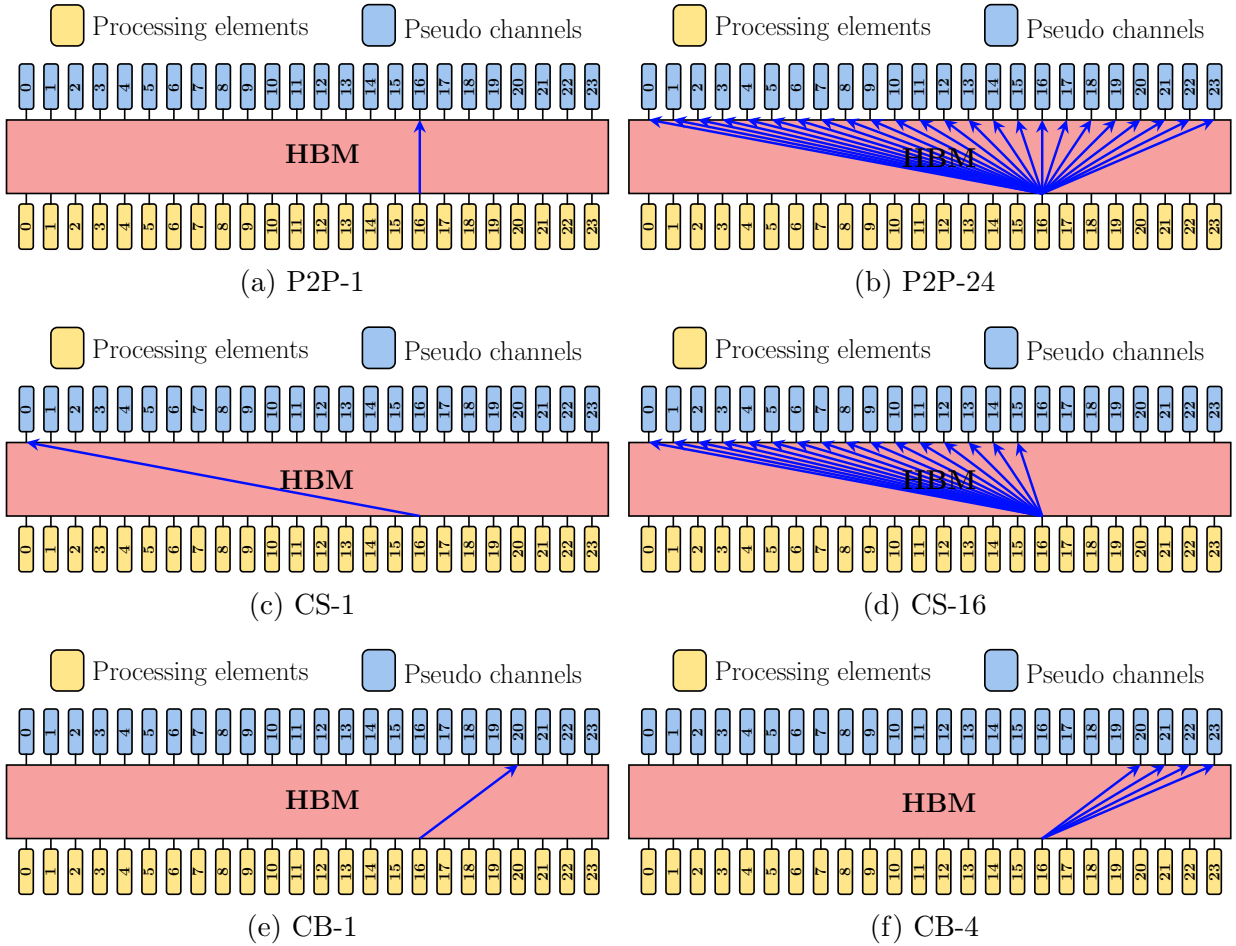 Processing elements Pseudo channels
0 1 2 3 4 5 6 7 8 9 10 11 12 13 14 15 16 17 18 19 20 21 22 23
HBM
0 1 2 3 4 5 6 7 8 9 10 11 12 13 14 15 16 17 18 19 20 21 22 23
(a) P2P-1
Processing elements Pseudo channels
0 1 2 3 4 5 6 7 8 9 10 11 12 13 14 15 16 17 18 19 20 21 22 23
HBM
0 1 2 3 4 5 6 7 8 9 10 11 12 13 14 15 16 17 18 19 20 21 22 23
(b) P2P-24
Processing elements Pseudo channels
0 1 2 3 4 5 6 7 8 9 10 11 12 13 14 15 16 17 18 19 20 21 22 23
HBM
0 1 2 3 4 5 6 7 8 9 10 11 12 13 14 15 16 17 18 19 20 21 22 23
(c) CS-1
Processing elements Pseudo channels
0 1 2 3 4 5 6 7 8 9 10 11 12 13 14 15 16 17 18 19 20 21 22 23
HBM
0 1 2 3 4 5 6 7 8 9 10 11 12 13 14 15 16 17 18 19 20 21 22 23
(d) CS-16
Processing elements Pseudo channels
0 1 2 3 4 5 6 7 8 9 10 11 12 13 14 15 16 17 18 19 20 21 22 23
HBM
0 1 2 3 4 5 6 7 8 9 10 11 12 13 14 15 16 17 18 19 20 21 22 23
(e) CB-1
Processing elements Pseudo channels
0 1 2 3 4 5 6 7 8 9 10 11 12 13 14 15 16 17 18 19 20 21 22 23
HBM
0 1 2 3 4 5 6 7 8 9 10 11 12 13 14 15 16 17 18 19 20 21 22 23
(f) CB-4